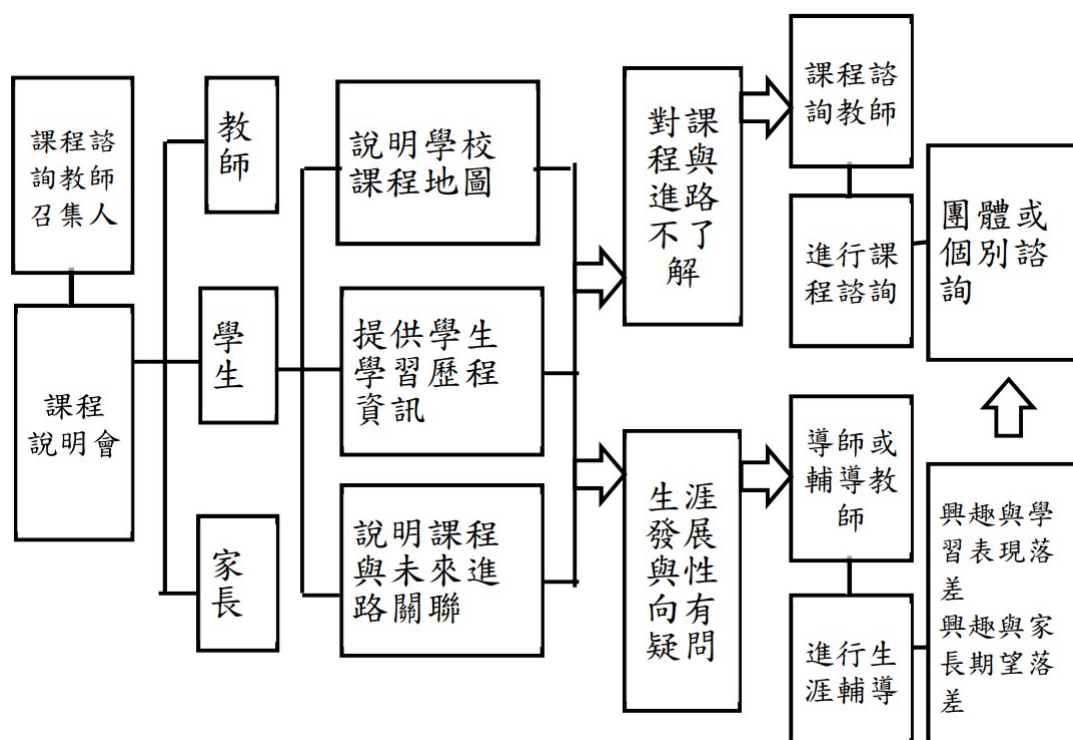 課程諮
詢教師
召集人
課程
說明會
教
師
學
生
家
長
說明學校
課程地圖
提供學生
學習歷程
資訊
說明課程
與未來進
路關聯
對課
程與
進路
不了
解
生涯
發展
與性
向有
疑問
課程諮
詢教師
進行課
程諮詢
團體或
個別諮
詢
導師或
輔導教
師
進行生
涯輔導
興趣與學
習表現落
差
興趣與家
長期望落
差